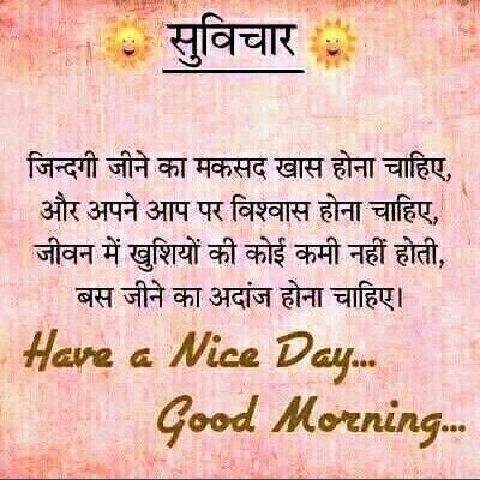 सुविचार
जिन्दगी जीने का मकसद खास होना चाहिए,
और अपने आप पर विश्वास होना चाहिए,
जीवन में खुशियों की कोई कमी नहीं होती,
बस जीने का अदांज होना चाहिए।
Have a Nice Day...
Good Morning...